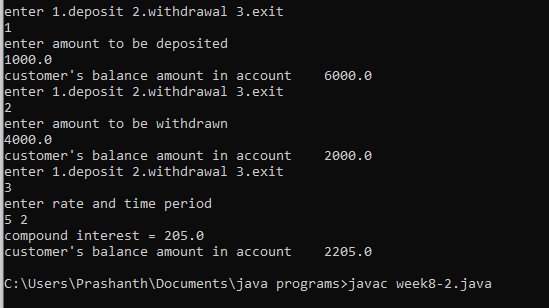 enter 1.deposit 2.withdrawal 3.exit
1
enter amount to be deposited
1000.0
customer's balance amount in account    6000.0
enter 1.deposit 2.withdrawal 3.exit
2
enter amount to be withdrawn
4000.0
customer's balance amount in account    2000.0
enter 1.deposit 2.withdrawal 3.exit
3
enter rate and time period
5 2
compound interest = 205.0
customer's balance amount in account    2205.0

C:\Users\Prashanth\Documents\java programs>javac week8-2.java